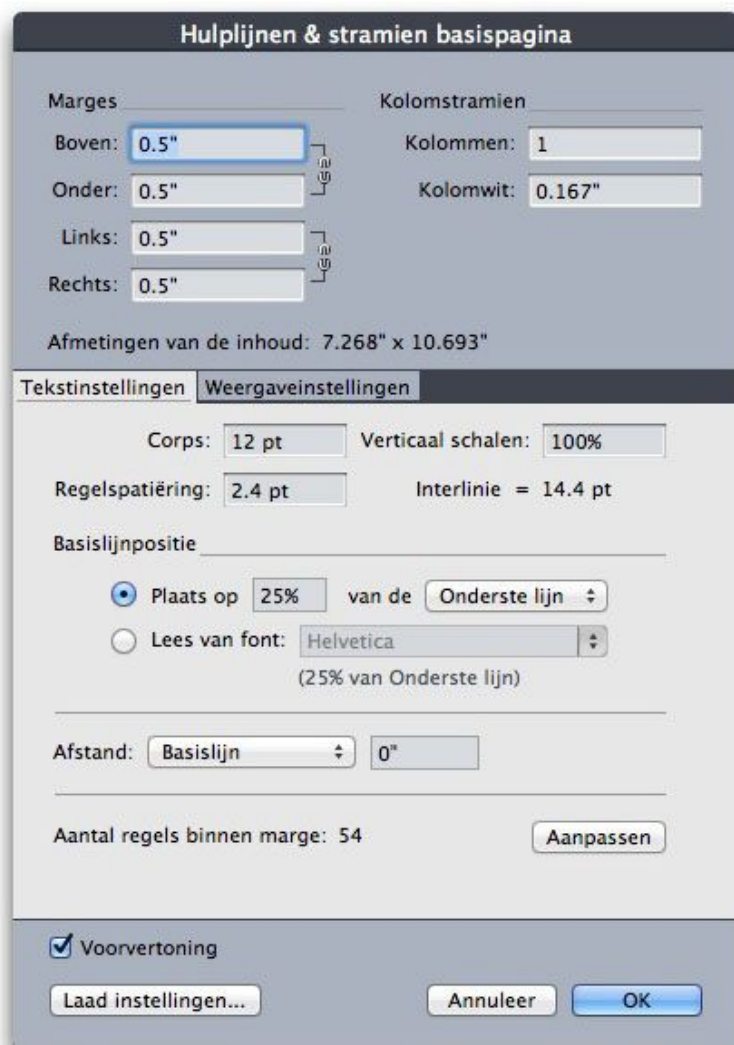 Hulplijnen & stramien basispagina
Marges
Kolomstramien
Boven: 0.5"
Kolommen: 1
Onder: 0.5"
Kolomwit: 0.167"
Links: 0.5"
Rechts: 0.5"
Afmetingen van de inhoud: 7.268" x 10.693"
Tekstinstellingen Weergaveinstellingen
Corps: 12 pt Verticaal schalen: 100%
Regelspatiëring: 2.4 pt Interlinie = 14.4 pt
Basislijnpositie
Plaats op 25% van de Onderste lijn
Lees van font: Helvetica
(25% van Onderste lijn)
Afstand: Basislijn 0"
Aantal regels binnen marge: 54 Aanpassen
Voorvertoning
Laad instellingen... Annuleer OK